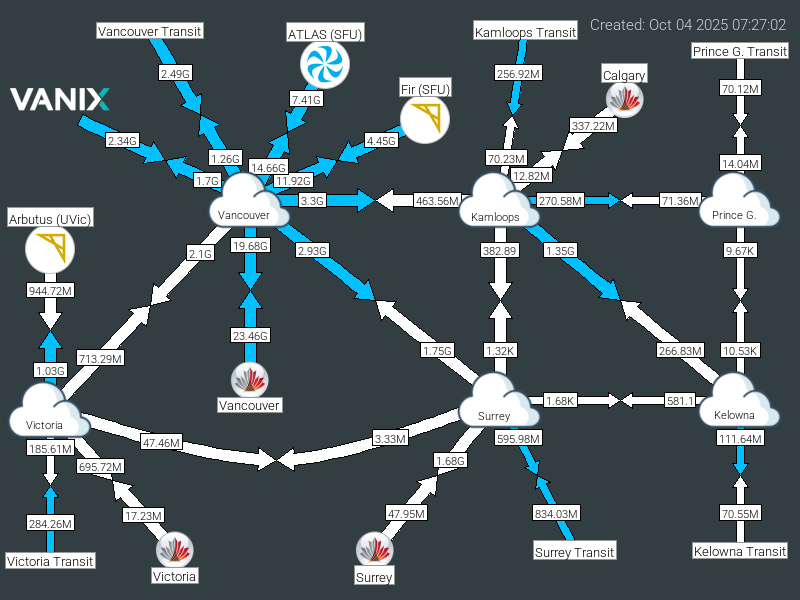 Created: Oct 04 2025 07:27:02
Vancouver Transit
ATLAS (SFU)
Kamloops Transit
Prince G. Transit
2.49G
256.92M
Calgary
70.12M
Fir (SFU)
7.41G
VANIX
337.22M
2.34G
4.45G
1.26G
70.23M
14.04M
14.66G
12.82M
1.7G
11.92G
3.3G
463.56M
270.58M
71.36M
Vancouver
Kamloops
Prince G.
Arbutus (UVic)
19.68G
2.93G
382.89
1.35G
9.67K
2.1G
944.72M
23.46G
1.75G
1.32K
266.83M
10.53K
713.29M
1.03G
Vancouver
1.68K
581.1
Victoria
Surrey
Kelowna
47.46M
3.33M
595.98M
111.64M
185.61M
695.72M
1.68G
284.26M
17.23M
47.95M
834.03M
70.55M
Victoria Transit
Surrey Transit
Kelowna Transit
Victoria
Surrey